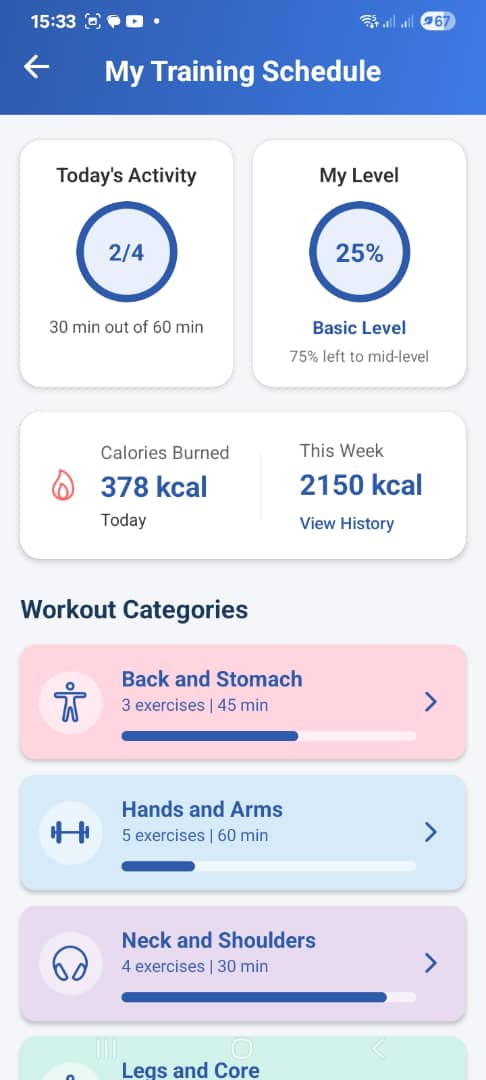 15:33
67
My Training Schedule
Today's Activity
2/4
30 min out of 60 min
My Level
25%
Basic Level
75% left to mid-level
Calories Burned
378 kcal
Today
This Week
2150 kcal
View History
Workout Categories
Back and Stomach
3 exercises | 45 min
Hands and Arms
5 exercises | 60 min
Neck and Shoulders
4 exercises | 30 min
Legs and Core